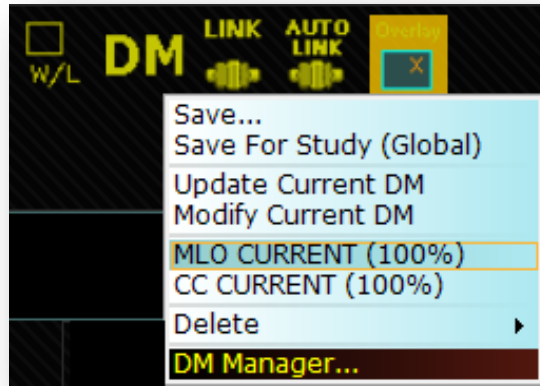 W/L
DM
LINK
AUTO
LINK
Overlay
X
Save...
Save For Study (Global)
Update Current DM
Modify Current DM
MLO CURRENT (100%)
CC CURRENT (100%)
Delete
DM Manager...